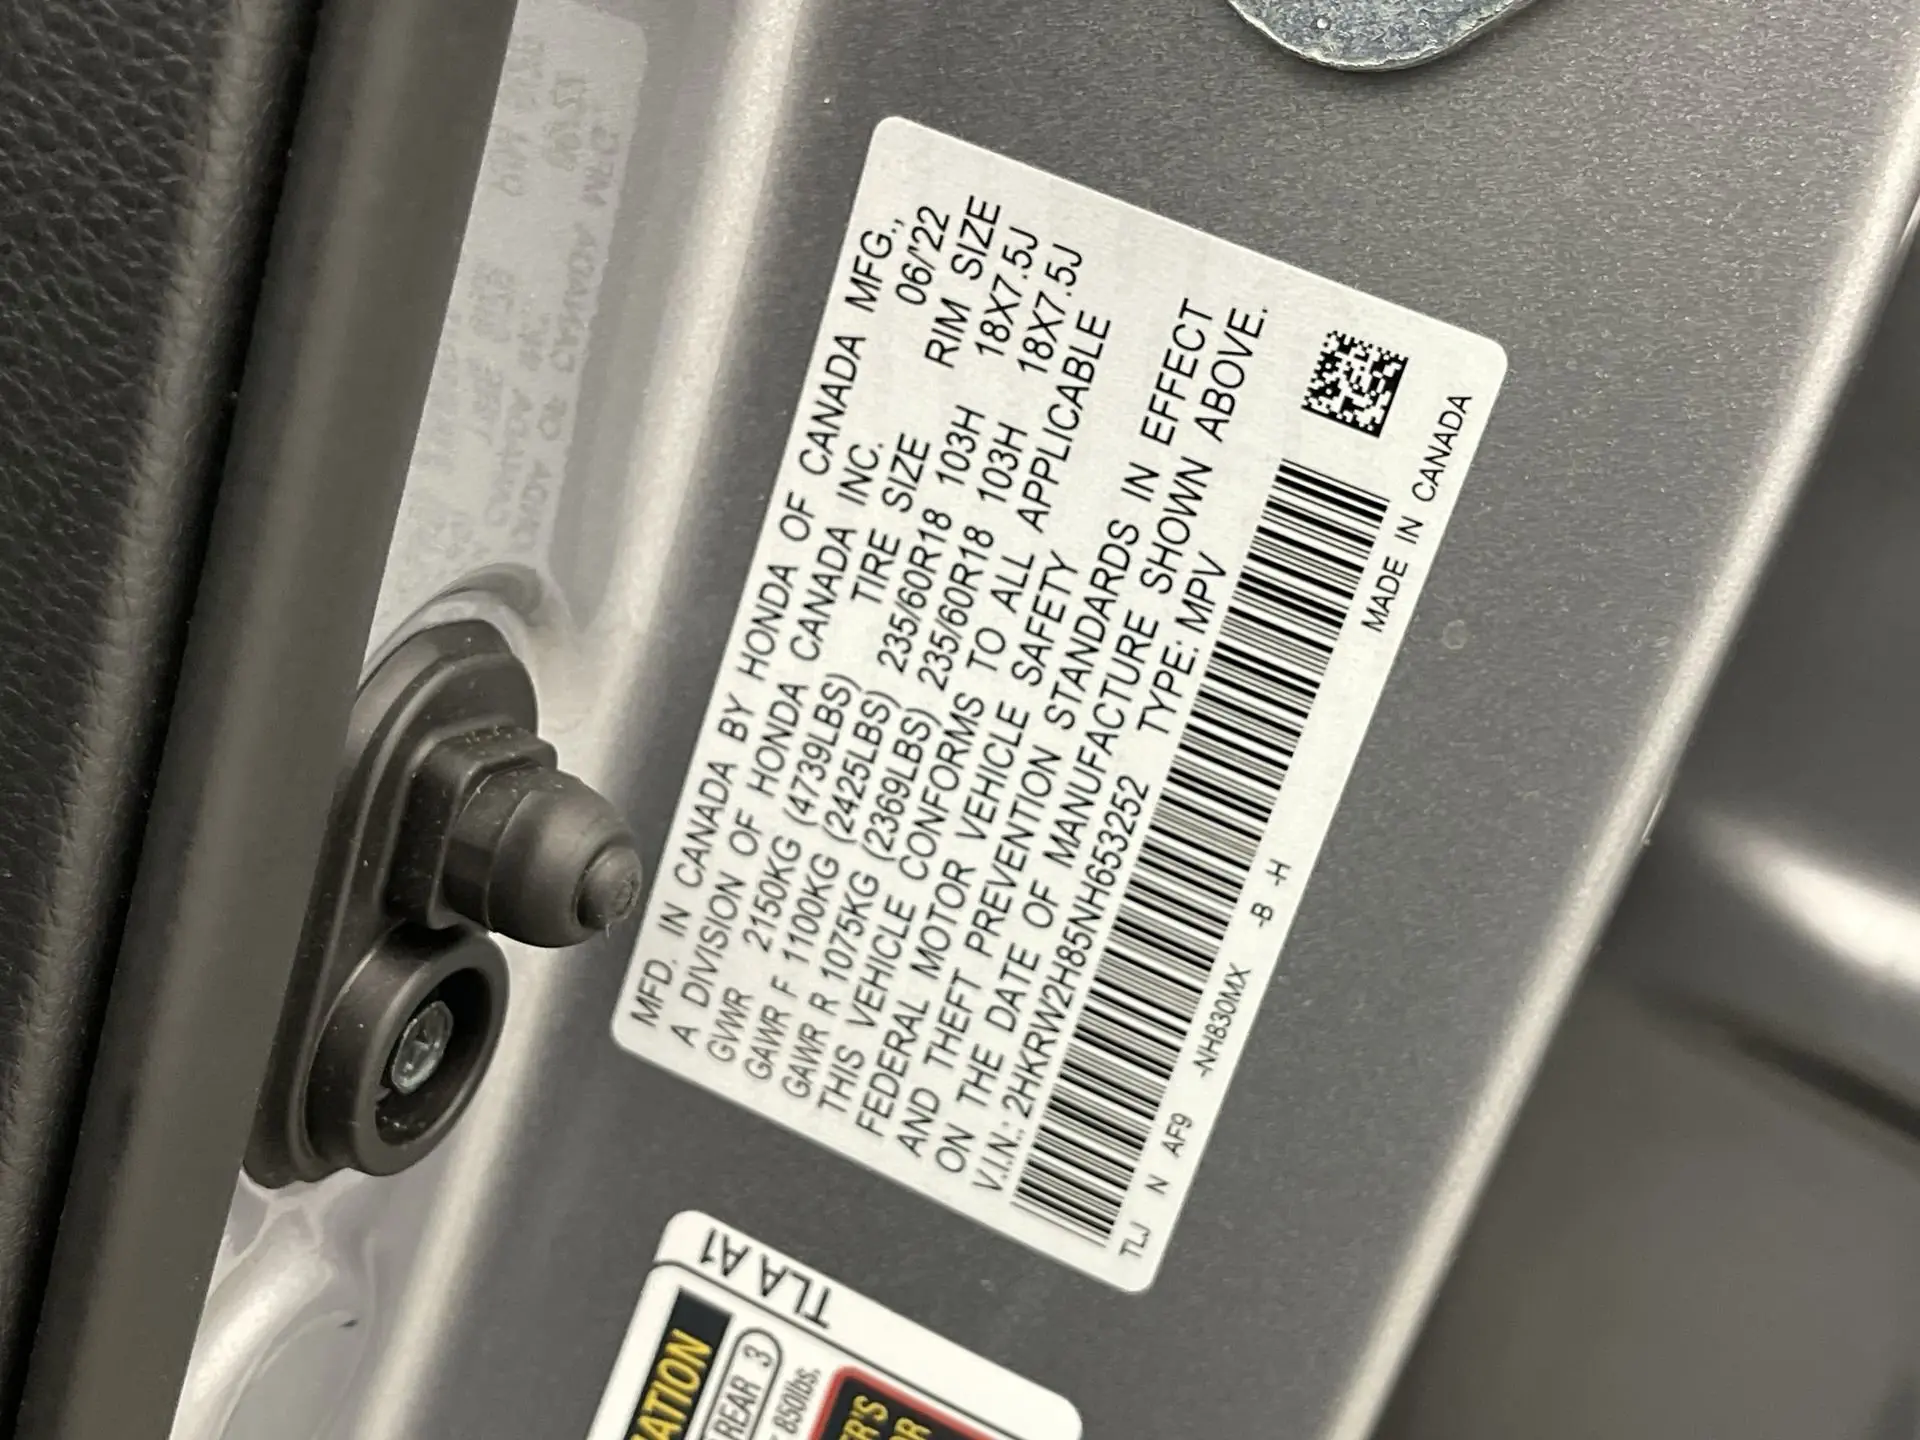 MFD. IN CANADA BY HONDA OF CANADA MFG.,
A DIVISION OF HONDA CANADA INC. 06/'22
GVWR 2150KG (4739LBS) TIRE SIZE RIM SIZE
GAWR F 1100KG (2425LBS) 235/60R18 103H 18X7.5J
GAWR R 1075KG (2369LBS) 235/60R18 103H 18X7.5J
THIS VEHICLE CONFORMS TO ALL APPLICABLE
FEDERAL MOTOR VEHICLE SAFETY
AND THEFT PREVENTION STANDARDS IN EFFECT
ON THE DATE OF MANUFACTURE SHOWN ABOVE.
V.I.N.: 2HKRW2H85NH653252 TYPE: MPV
TLJ N AF9 -NH830MX -B -H MADE IN CANADA
TLA A1
REAR 3
850lbs.